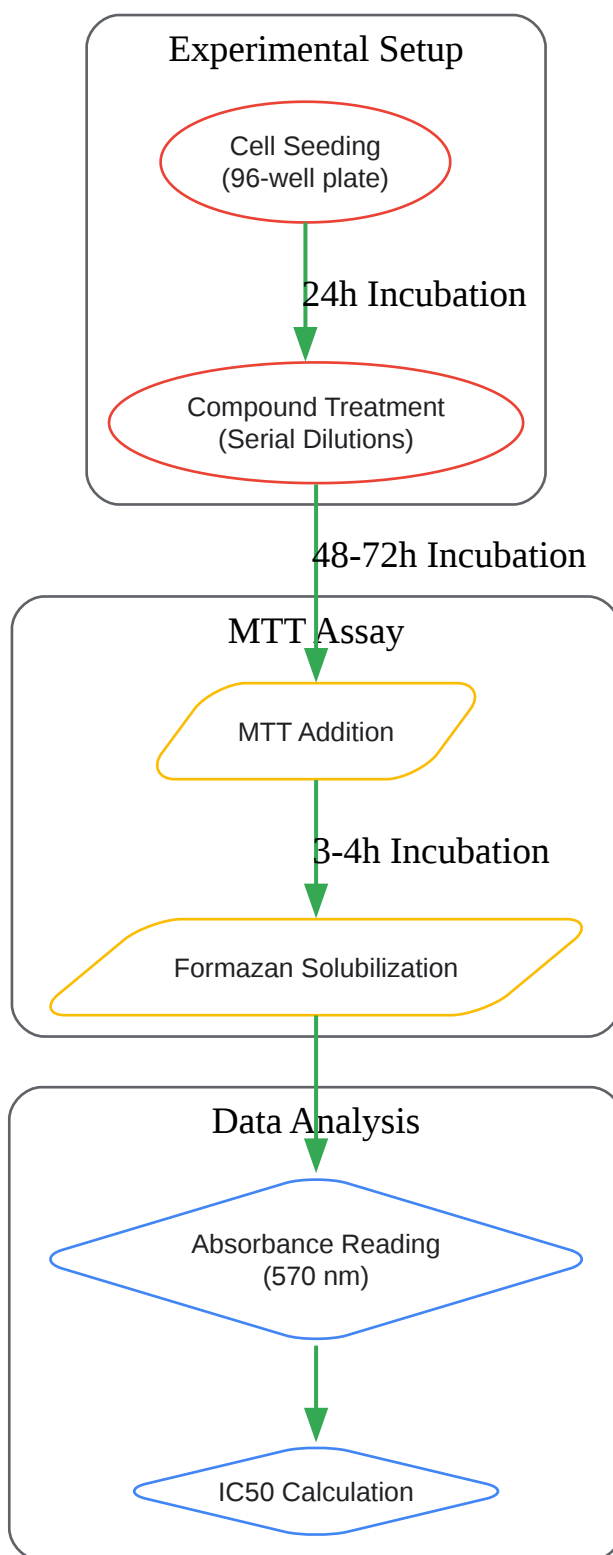 Experimental Setup
Cell Seeding
(96-well plate)
24h Incubation
Compound Treatment
(Serial Dilutions)
48-72h Incubation
MTT Assay
MTT Addition
3-4h Incubation
Formazan Solubilization
Data Analysis
Absorbance Reading
(570 nm)
IC50 Calculation